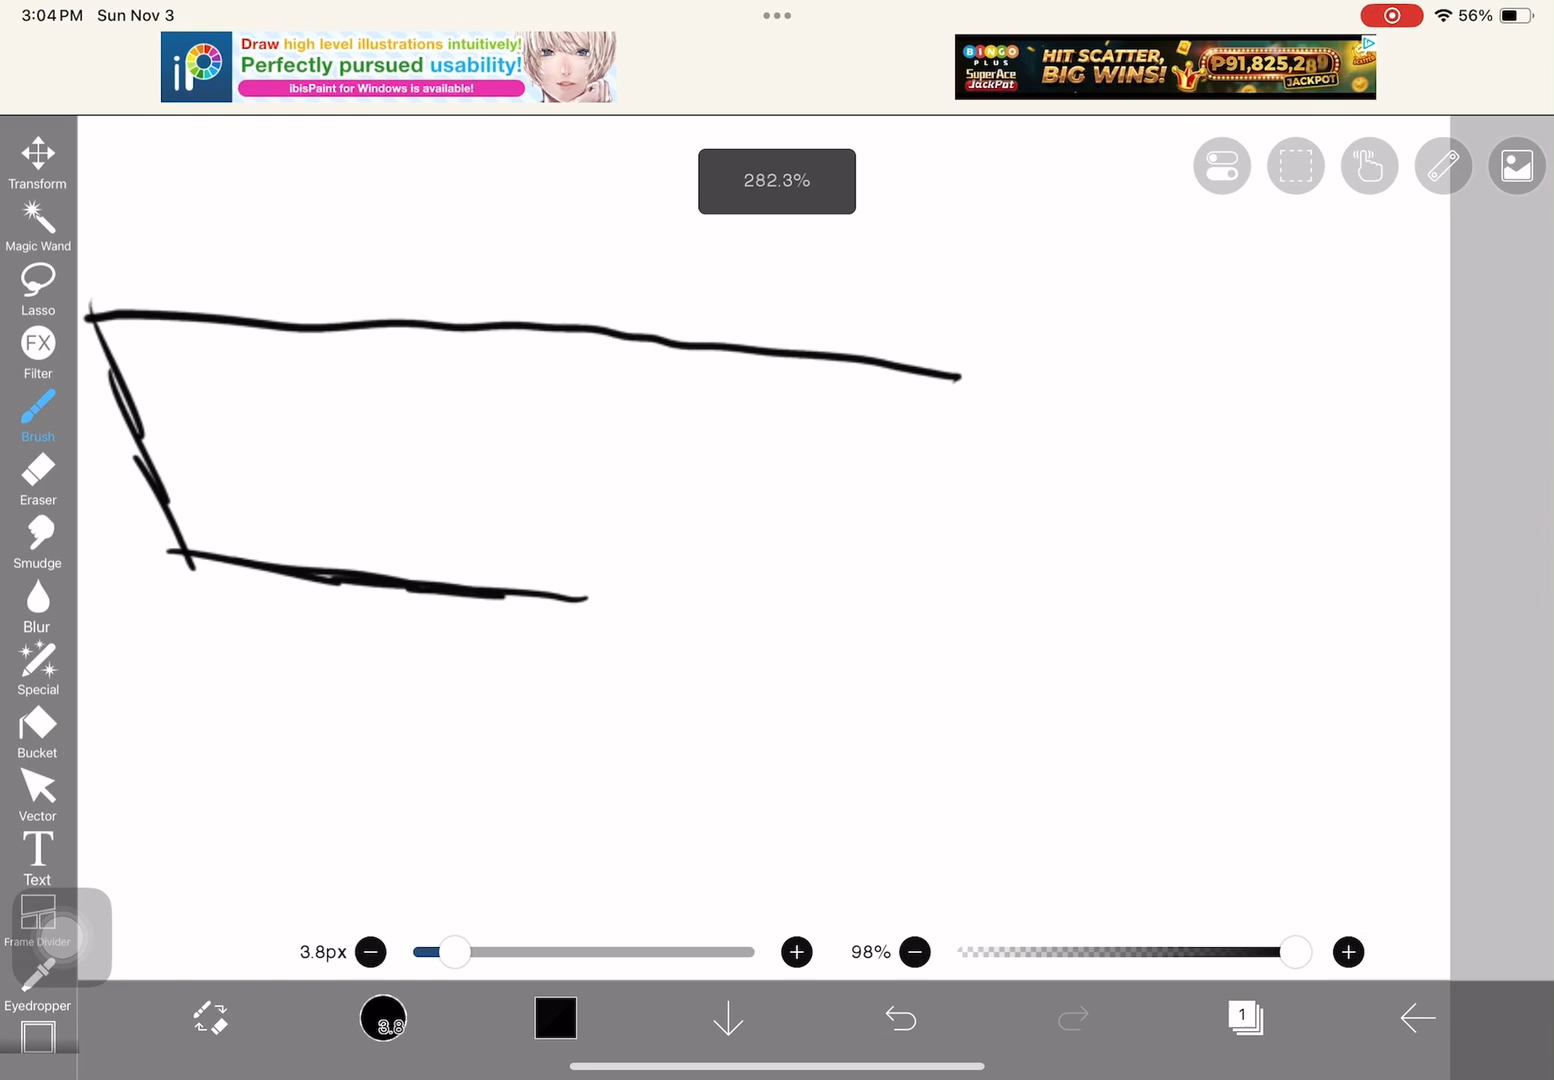 3:04 PM Sun Nov 3
56%
Draw high level illustrations intuitively!
Perfectly pursued usability!
ibisPaint for Windows is available!
BINGO
PLUS
SuperAce
JackPot
HIT SCATTER,
BIG WINS!
JACKPOT
Transform
282.3%
Magic Wand
Lasso
FX
Filter
Brush
Eraser
Smudge
Blur
Special
Bucket
Vector
T
Text
Frame Divider
3.8px
98%
Eyedropper
3.8
1